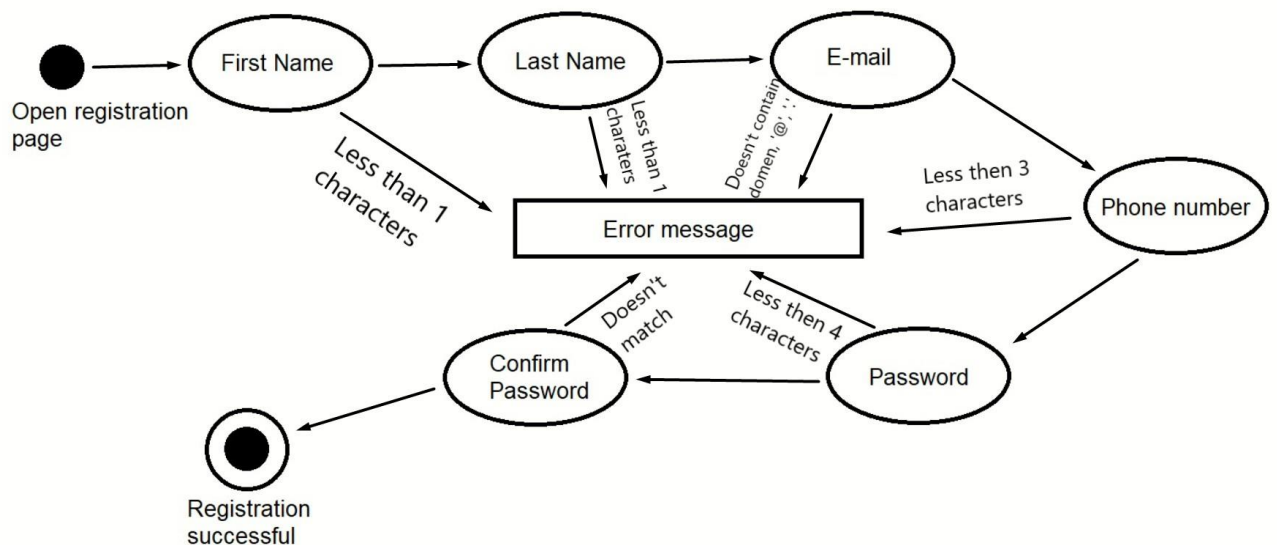 Open registration
page
First Name
Last Name
E-mail
Less than 1
characters
Less than 1
charaters
Doesn't contain
domen, '@', '.'
Less then 3
characters
Phone number
Error message
Doesn't
match
Less then 4
characters
Confirm
Password
Password
Registration
successful